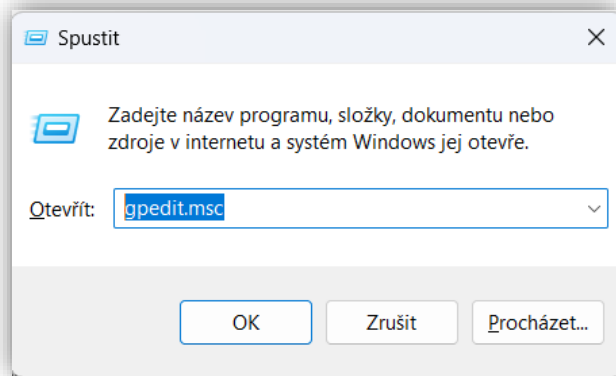 Spustit
Zadejte název programu, složky, dokumentu nebo
zdroje v internetu a systém Windows jej otevře.
Otevřít: gpedit.msc
OK Zrušit Procházet...